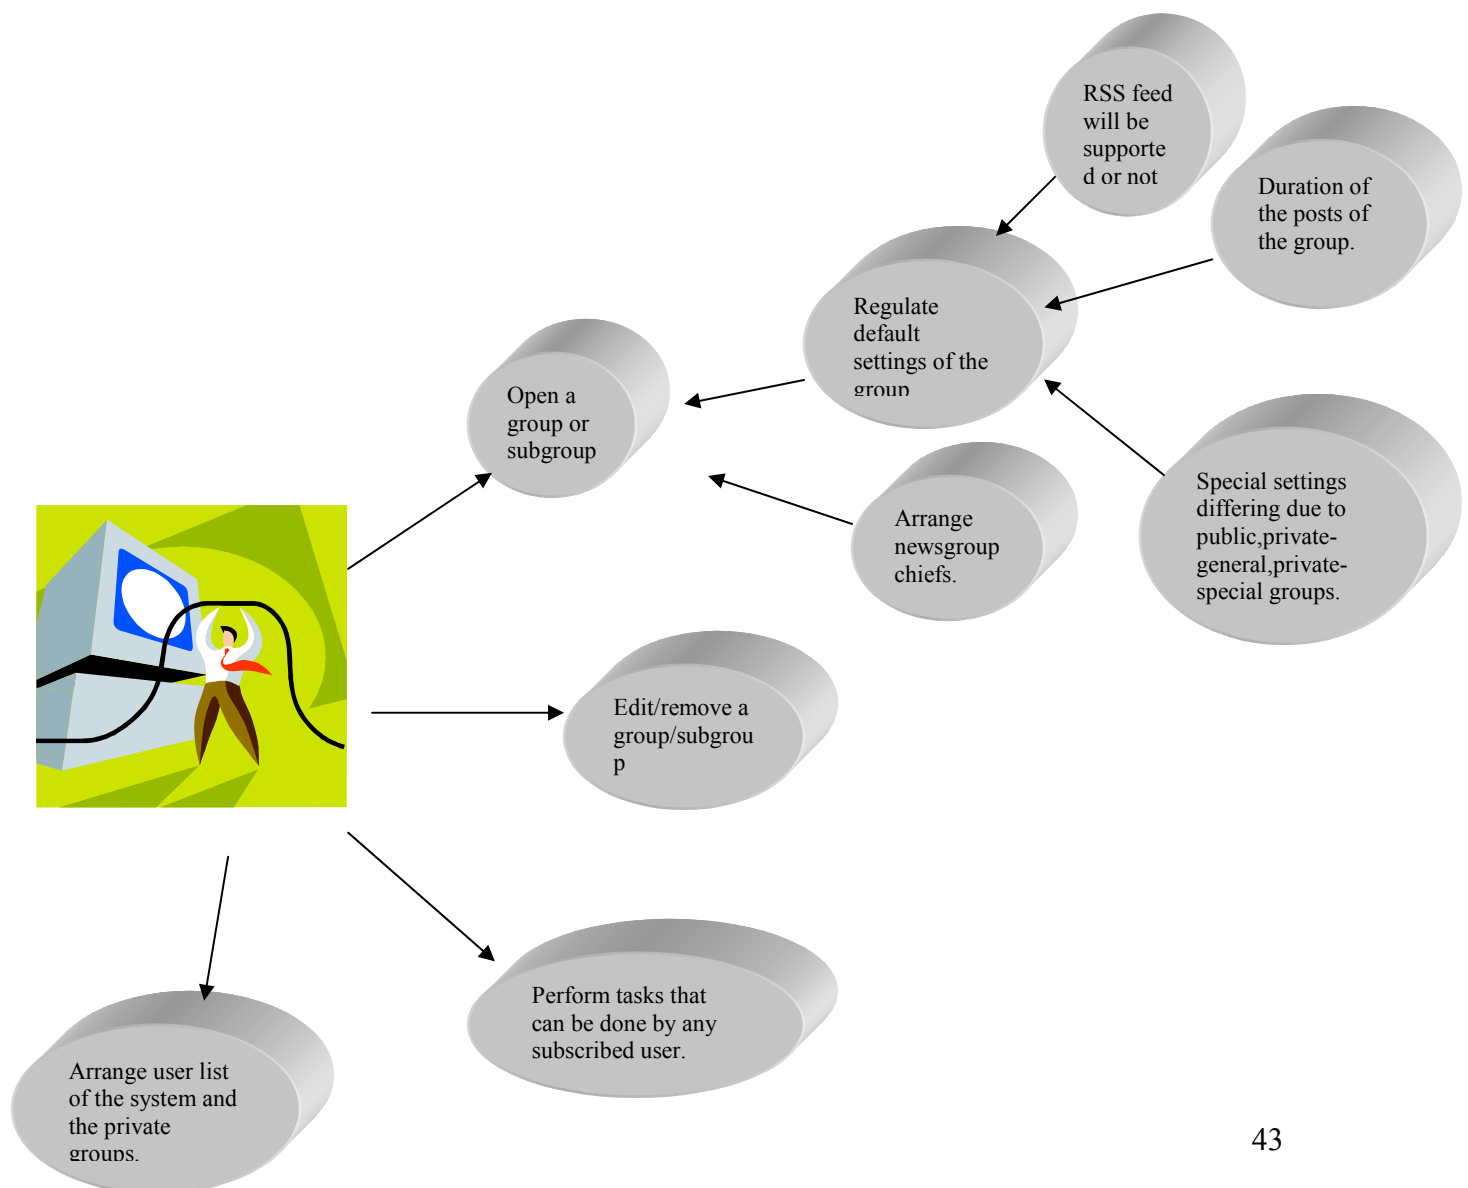 RSS feed
will be
supporte
d or not
Duration of
the posts of
the group.
Regulate
default
settings of the
group
Open a
group or
subgroup
Special settings
differing due to
public,private-
general,private-
special groups.
Arrange
newsgroup
chiefs.
Edit/remove a
group/subgrou
p
Perform tasks that
can be done by any
subscribed user.
Arrange user list
of the system and
the private
groups.
43